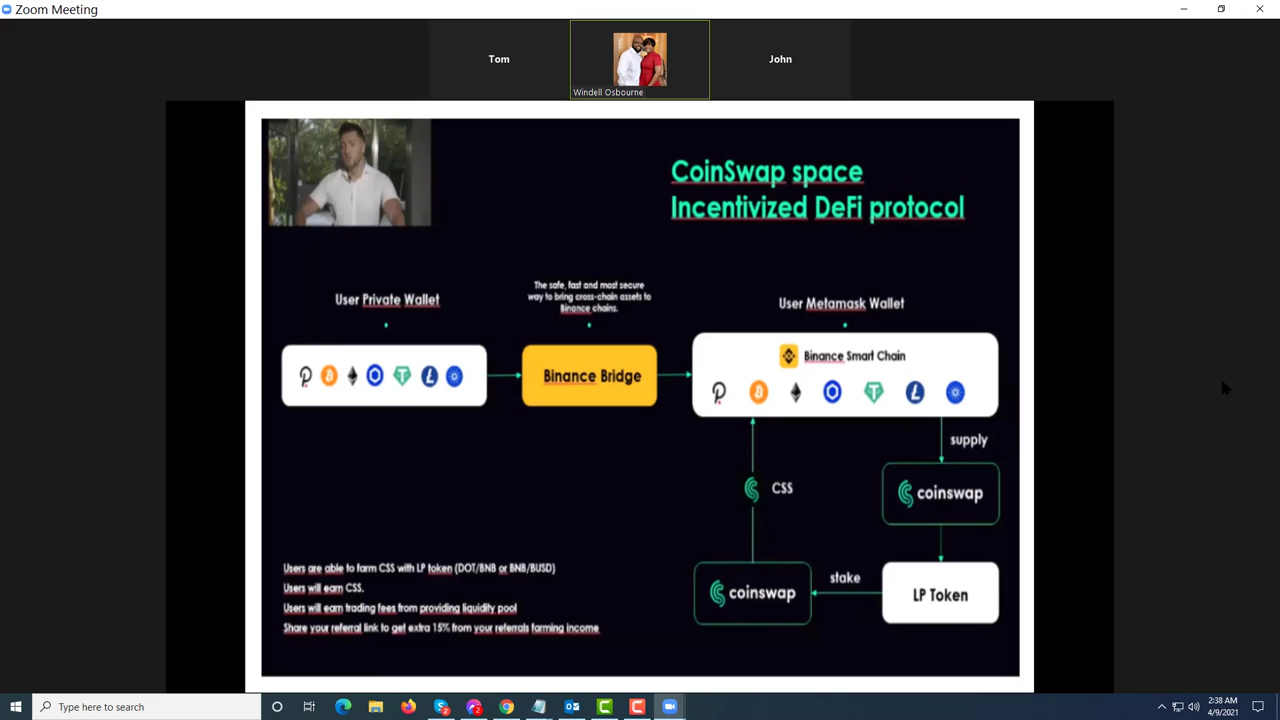 Zoom Meeting
Tom
Windell Osbourne
John
CoinSwap space
Incentivized DeFi protocol
User Private Wallet
The safe, fast and most secure
way to bring cross-chain assets to
Binance chains.
User Metamask Wallet
Binance Bridge
Binance Smart Chain
supply
coinswap
CSS
stake
coinswap
LP Token
Users are able to farm CSS with LP token (DOT/BNB or BNB/BUSD)
Users will earn CSS.
Users will earn trading fees from providing liquidity pool
Share your referral link to get extra 15% from your referrals farming income
Type here to search
2:38 AM
4/9/2021